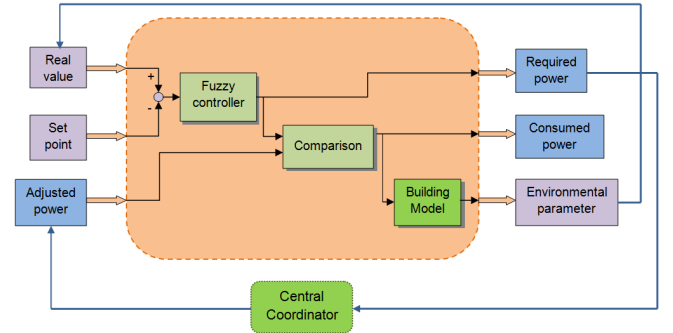 Real
value
+
-
Set
point
Adjusted
power
Fuzzy
controller
Comparison
Building
Model
Required
power
Consumed
power
Environmental
parameter
Central
Coordinator